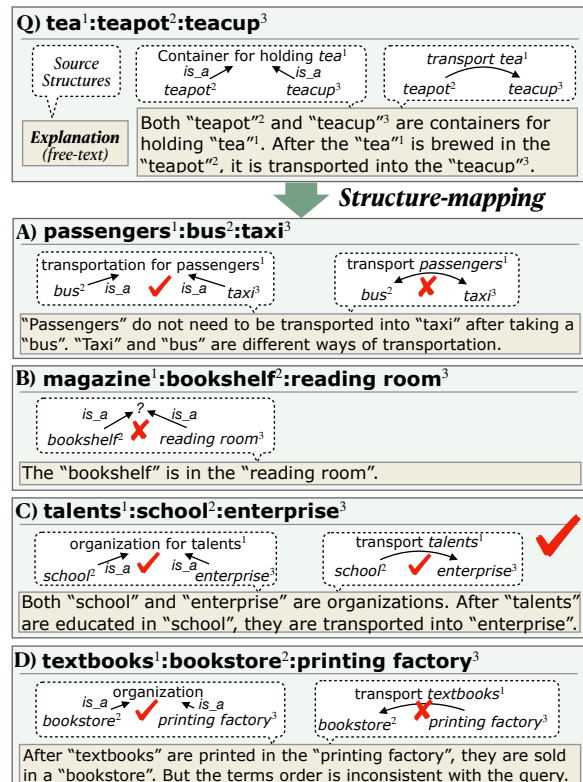 Q) tea¹:teapot²:teacup³
Source
Structures
Container for holding tea¹
is_a is_a
teapot² teacup³
transport tea¹
teapot² teacup³
Explanation
(free-text)
Both “teapot”² and “teacup”³ are containers for
holding “tea”¹. After the “tea”¹ is brewed in the
“teapot”², it is transported into the “teacup”³.
Structure-mapping
A) passengers¹:bus²:taxi³
transportation for passengers¹
bus² is_a is_a taxi³
transport passengers¹
bus² taxi³
“Passengers” do not need to be transported into “taxi” after taking a
“bus”. “Taxi” and “bus” are different ways of transportation.
B) magazine¹:bookshelf²:reading room³
is_a ? is_a
bookshelf² reading room³
The “bookshelf” is in the “reading room”.
C) talents¹:school²:enterprise³
organization for talents¹
school² is_a is_a enterprise³
transport talents¹
school² enterprise³
Both “school” and “enterprise” are organizations. After “talents”
are educated in “school”, they are transported into “enterprise”.
D) textbooks¹:bookstore²:printing factory³
organization
is_a is_a
bookstore² printing factory³
transport textbooks¹
bookstore² printing factory³
After “textbooks” are printed in the “printing factory”, they are sold
in a “bookstore”. But the terms order is inconsistent with the query.